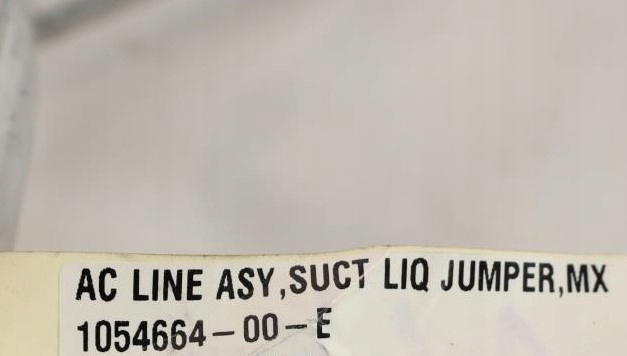 AC LINE ASY,SUCT LIQ JUMPER,MX
1054664-00-E